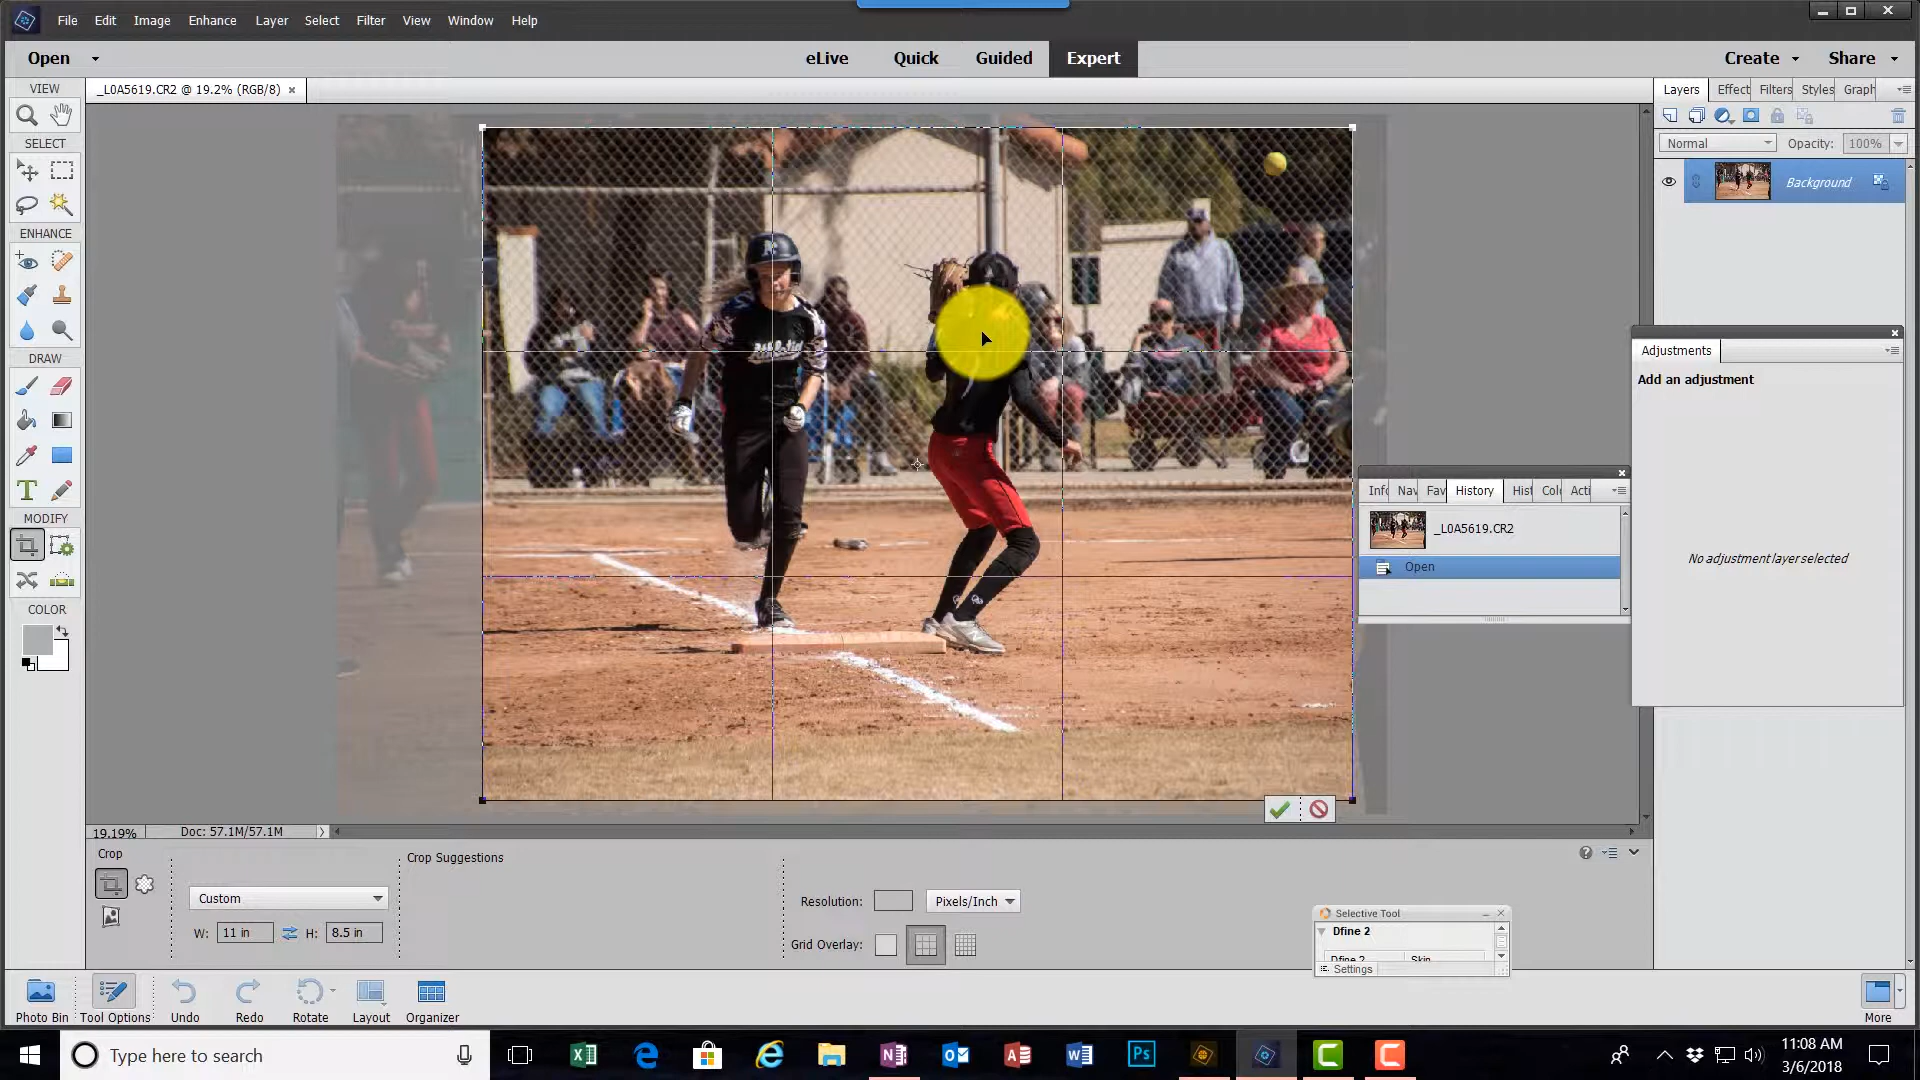 File Edit Image Enhance Layer Select Filter View Window Help
Open eLive Quick Guided Expert Create Share
VIEW _L0A5619.CR2 @ 19.2% (RGB/8) × Layers Effect Filters Styles Graph
SELECT
Normal Opacity: 100%
Background
ENHANCE
Athletics
Adjustments
Add an adjustment
DRAW
Info Nav Fav History Hist Colo Acti
_L0A5619.CR2
Open
No adjustment layer selected
MODIFY
T
COLOR
19.19% Doc: 57.1M/57.1M
Crop Crop Suggestions
Custom
Resolution: Pixels/Inch
W: 11 in H: 8.5 in
Grid Overlay:
Selective Tool
Dfine 2
Dfine 2 Skin
Settings
Photo Bin Tool Options Undo Redo Rotate Layout Organizer More
Type here to search
11:08 AM
3/6/2018